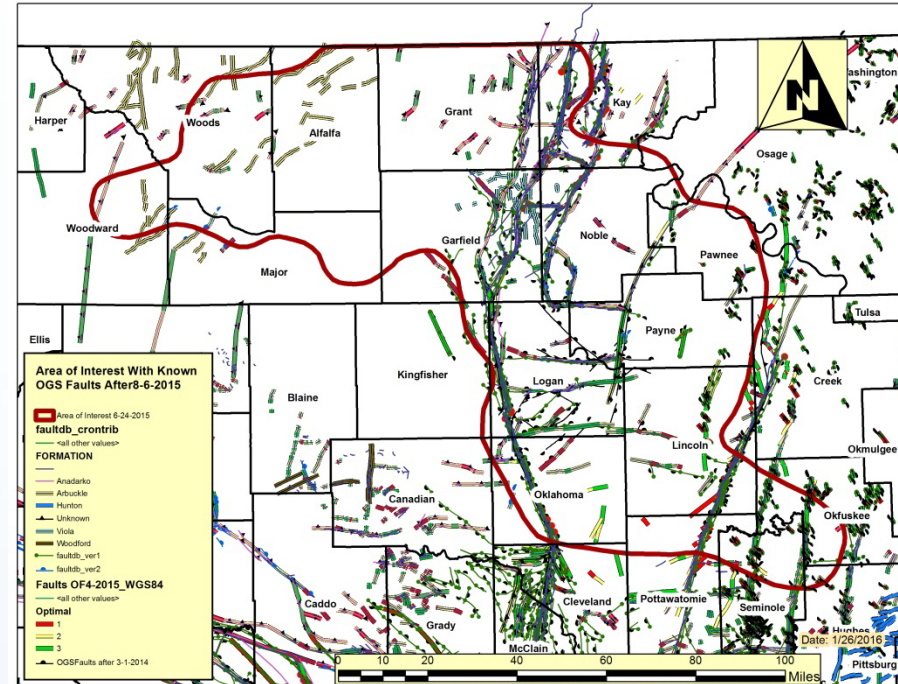 N
Washington
Harper
Woods
Alfalfa
Grant
Kay
Osage
Woodward
Garfield
Noble
Pawnee
Major
Ellis
Kingfisher
Payne
Tulsa
Blaine
Logan
Creek
Lincoln
Okmulgee
Canadian
Oklahoma
Okfuskee
Caddo
Grady
Cleveland
Pottawatomie
Seminole
McClain
Hughes
Pittsburg
Area of Interest With Known
OGS Faults After8-6-2015
Area of Interest 6-24-2015
faultdb_crontrib
<all other values>
FORMATION
Anadarko
Arbuckle
Hunton
Unknown
Viola
Woodford
faultdb_ver1
faultdb_ver2
Faults OF4-2015_WGS84
<all other values>
Optimal
1
2
3
OGSFaults after 3-1-2014
Date: 1/26/2016
0 10 20 40 60 80 100
Miles